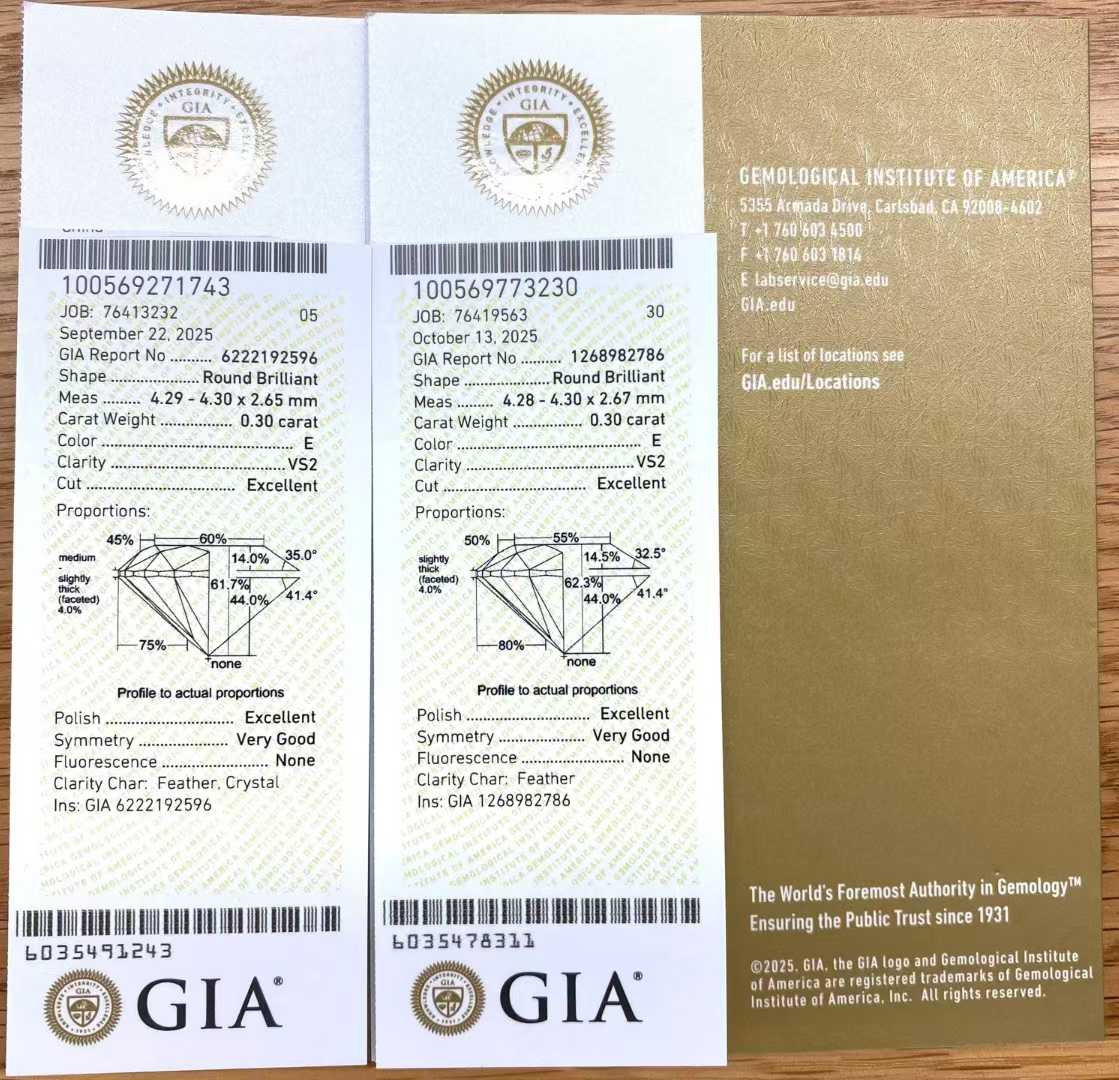 INTEGRITY
GIA
INTEGRITY
GIA
100569271743
JOB: 76413232 05
September 22, 2025
GIA Report No .......... 6222192596
Shape ..................... Round Brilliant
Meas ......... 4.29 - 4.30 x 2.65 mm
Carat Weight ................. 0.30 carat
Color ............................................. E
Clarity .........................................VS2
Cut ................................... Excellent
Proportions:
45% 60%
medium
-
slightly
thick
(faceted)
4.0%
14.0% 35.0°
61.7%
44.0% 41.4°
75%
none
Profile to actual proportions
Polish .............................. Excellent
Symmetry ..................... Very Good
Fluorescence .......................... None
Clarity Char: Feather, Crystal
Ins: GIA 6222192596
6035491243
GIA®
100569773230
JOB: 76419563 30
October 13, 2025
GIA Report No .......... 1268982786
Shape ..................... Round Brilliant
Meas ......... 4.28 - 4.30 x 2.67 mm
Carat Weight ................. 0.30 carat
Color ............................................. E
Clarity .........................................VS2
Cut ................................... Excellent
Proportions:
50% 55%
slightly
thick
(faceted)
4.0%
14.5% 32.5°
62.3%
44.0% 41.4°
80%
none
Profile to actual proportions
Polish .............................. Excellent
Symmetry ..................... Very Good
Fluorescence .......................... None
Clarity Char: Feather
Ins: GIA 1268982786
6035478311
GIA®
GEMOLOGICAL INSTITUTE OF AMERICA®
5355 Armada Drive, Carlsbad, CA 92008-4602
T +1 760 603 4500
F +1 760 603 1814
E labservice@gia.edu
GIA.edu
For a list of locations see
GIA.edu/Locations
The World's Foremost Authority in Gemology™
Ensuring the Public Trust since 1931
©2025. GIA, the GIA logo and Gemological Institute
of America are registered trademarks of Gemological
Institute of America, Inc. All rights reserved.